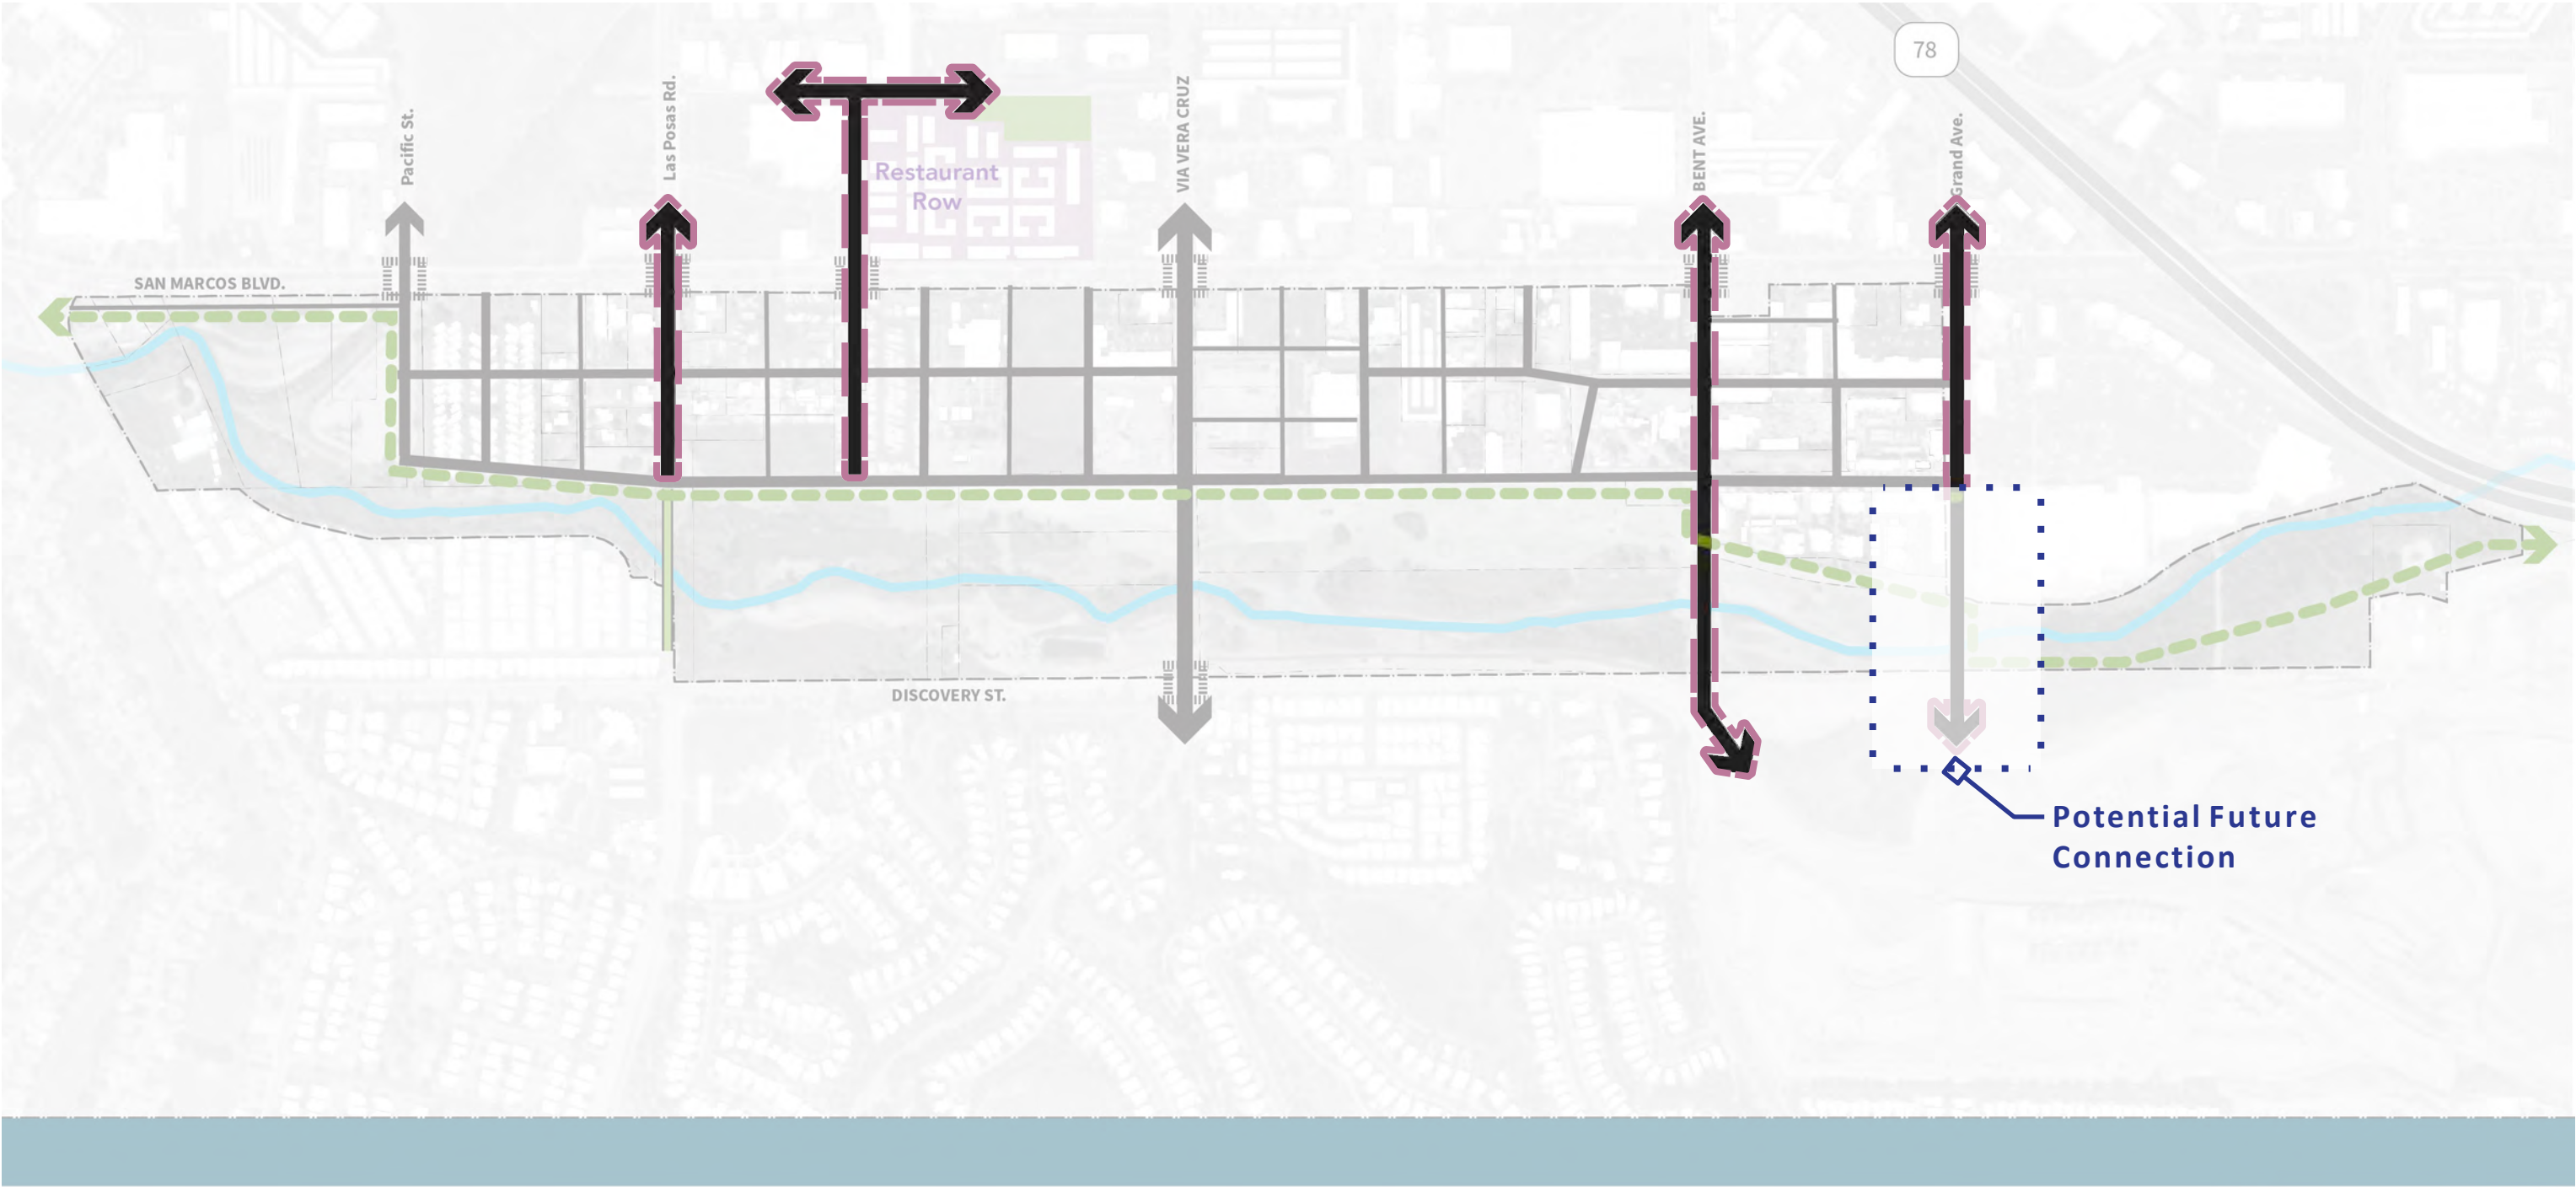 78
Pacific St.
Las Posas Rd.
VIA VERA CRUZ
BENT AVE.
Grand Ave.
Restaurant
Row
SAN MARCOS BLVD.
DISCOVERY ST.
Potential Future
Connection